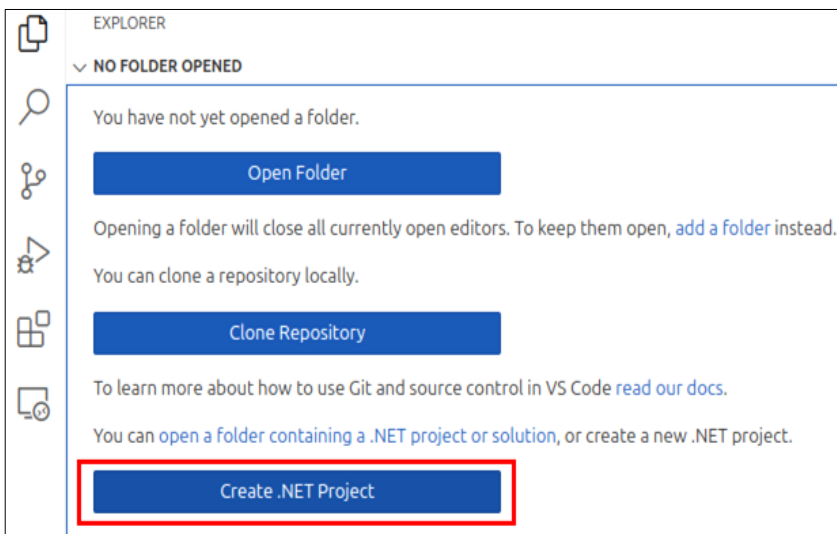 EXPLORER
NO FOLDER OPENED
You have not yet opened a folder.
Open Folder
Opening a folder will close all currently open editors. To keep them open, add a folder instead.
You can clone a repository locally.
Clone Repository
To learn more about how to use Git and source control in VS Code read our docs.
You can open a folder containing a .NET project or solution, or create a new .NET project.
Create .NET Project